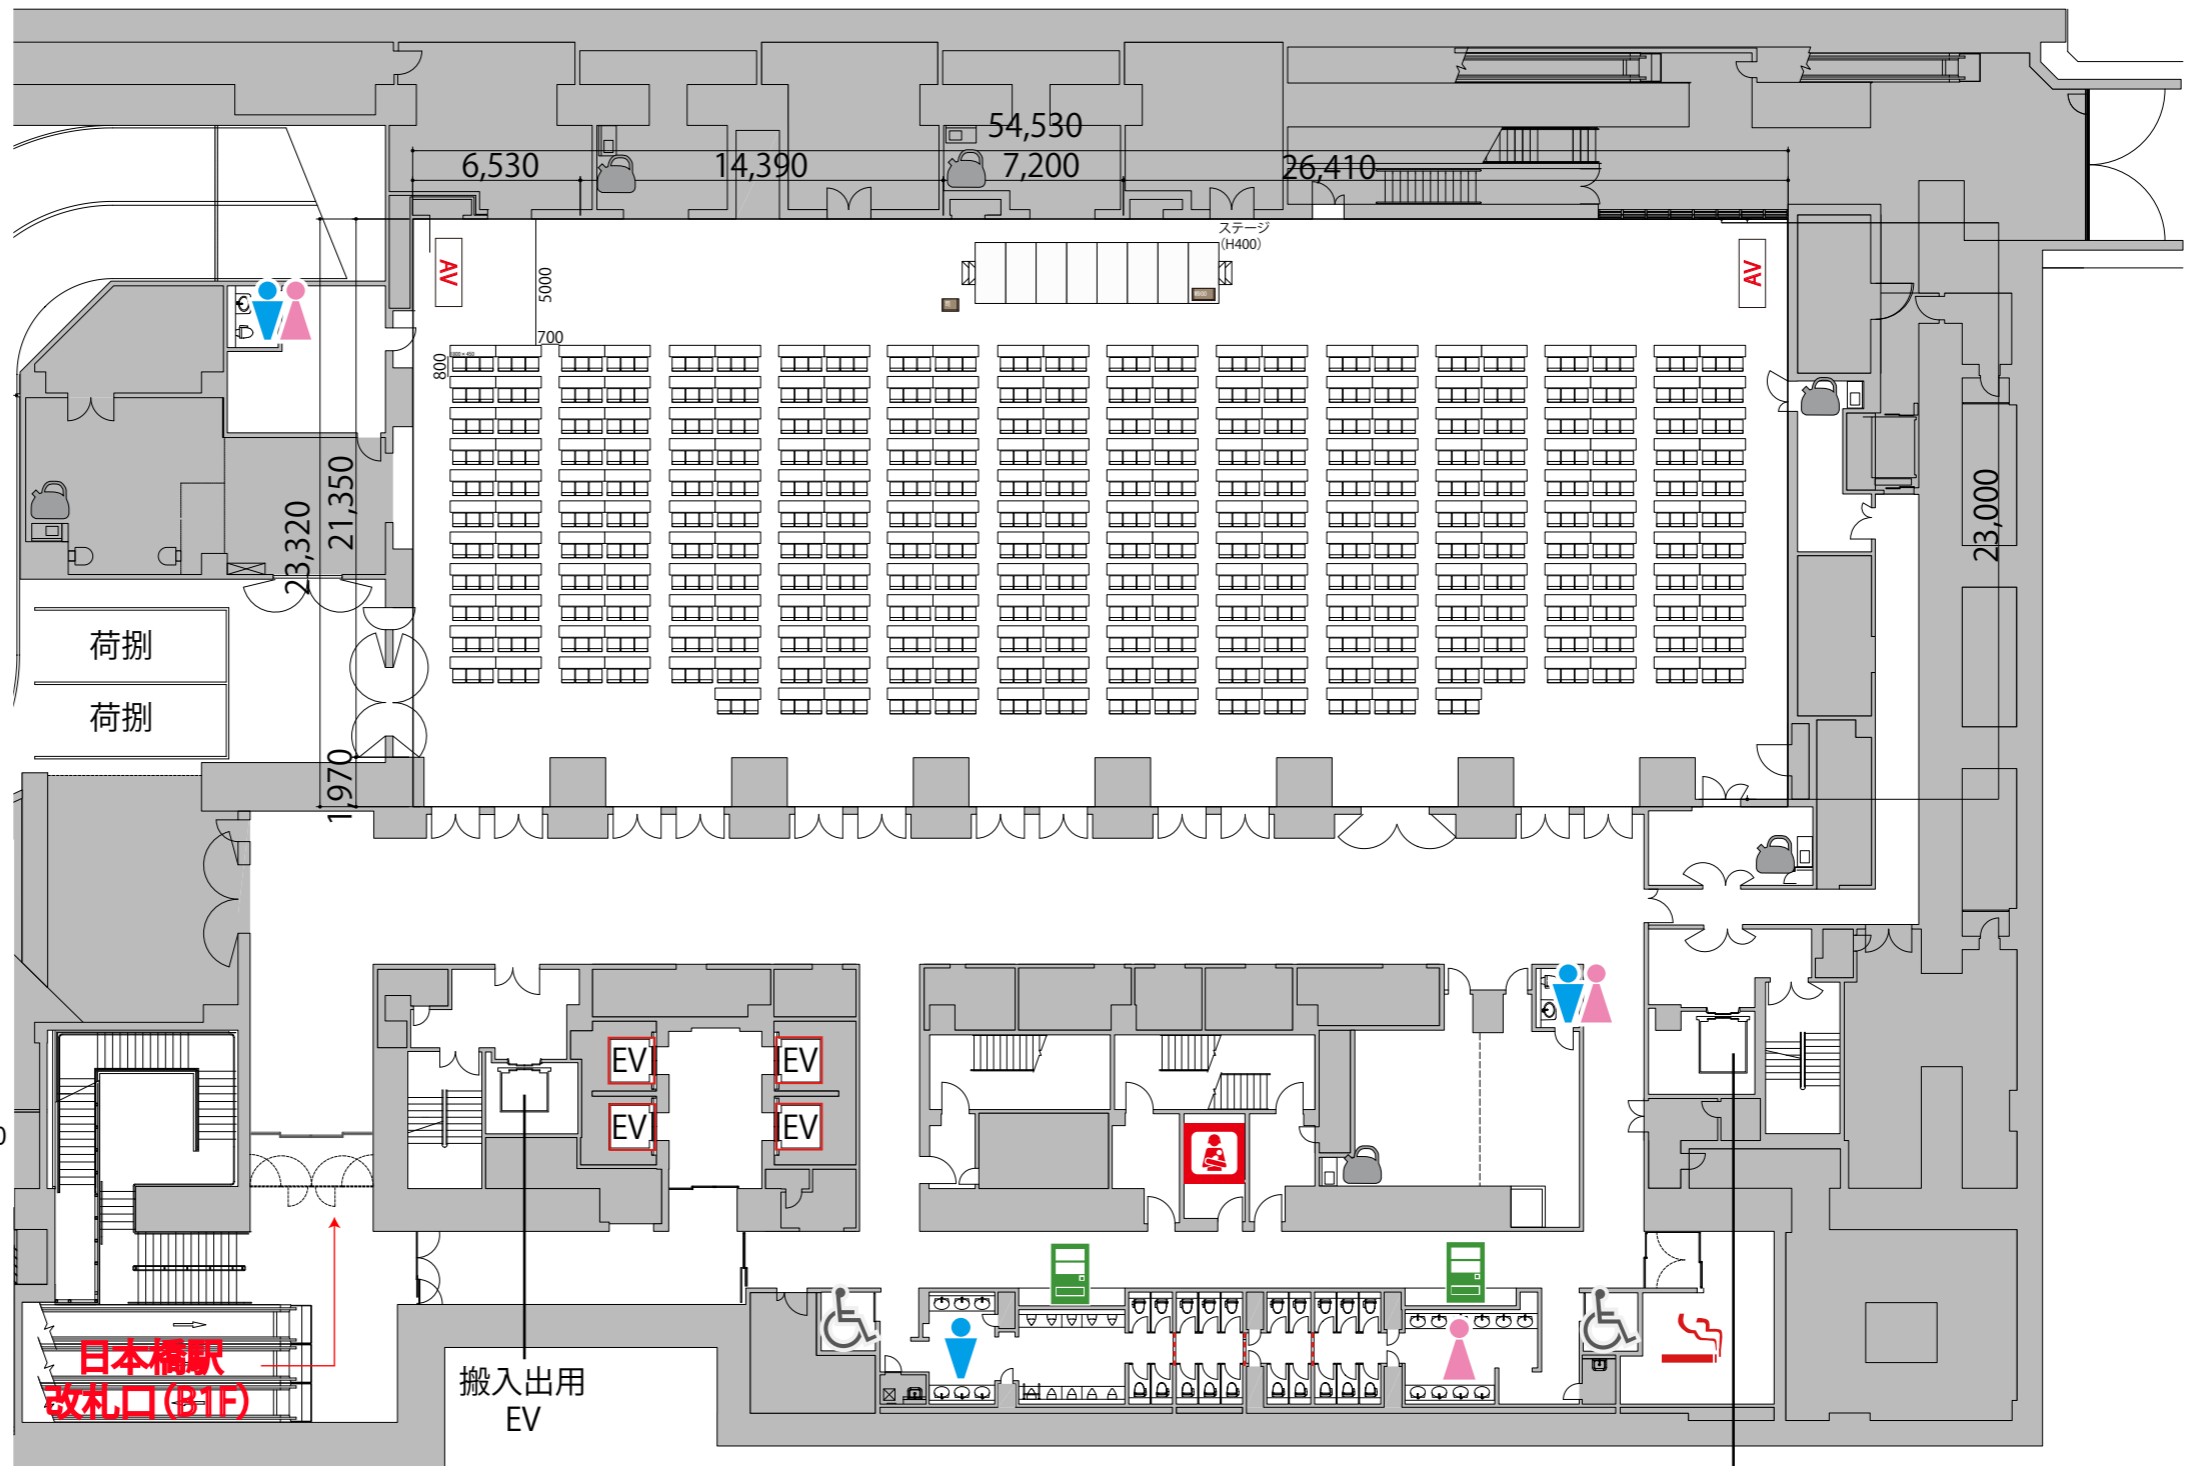 54,530
6,530
14,390
7,200
26,410
ステージ
(H400)
AV
AV
5000
700
800
23,320
21,350
1,970
23,000
荷捌
荷捌
EV
EV
EV
EV
日本橋駅
改札口(B1F)
搬入出用
EV